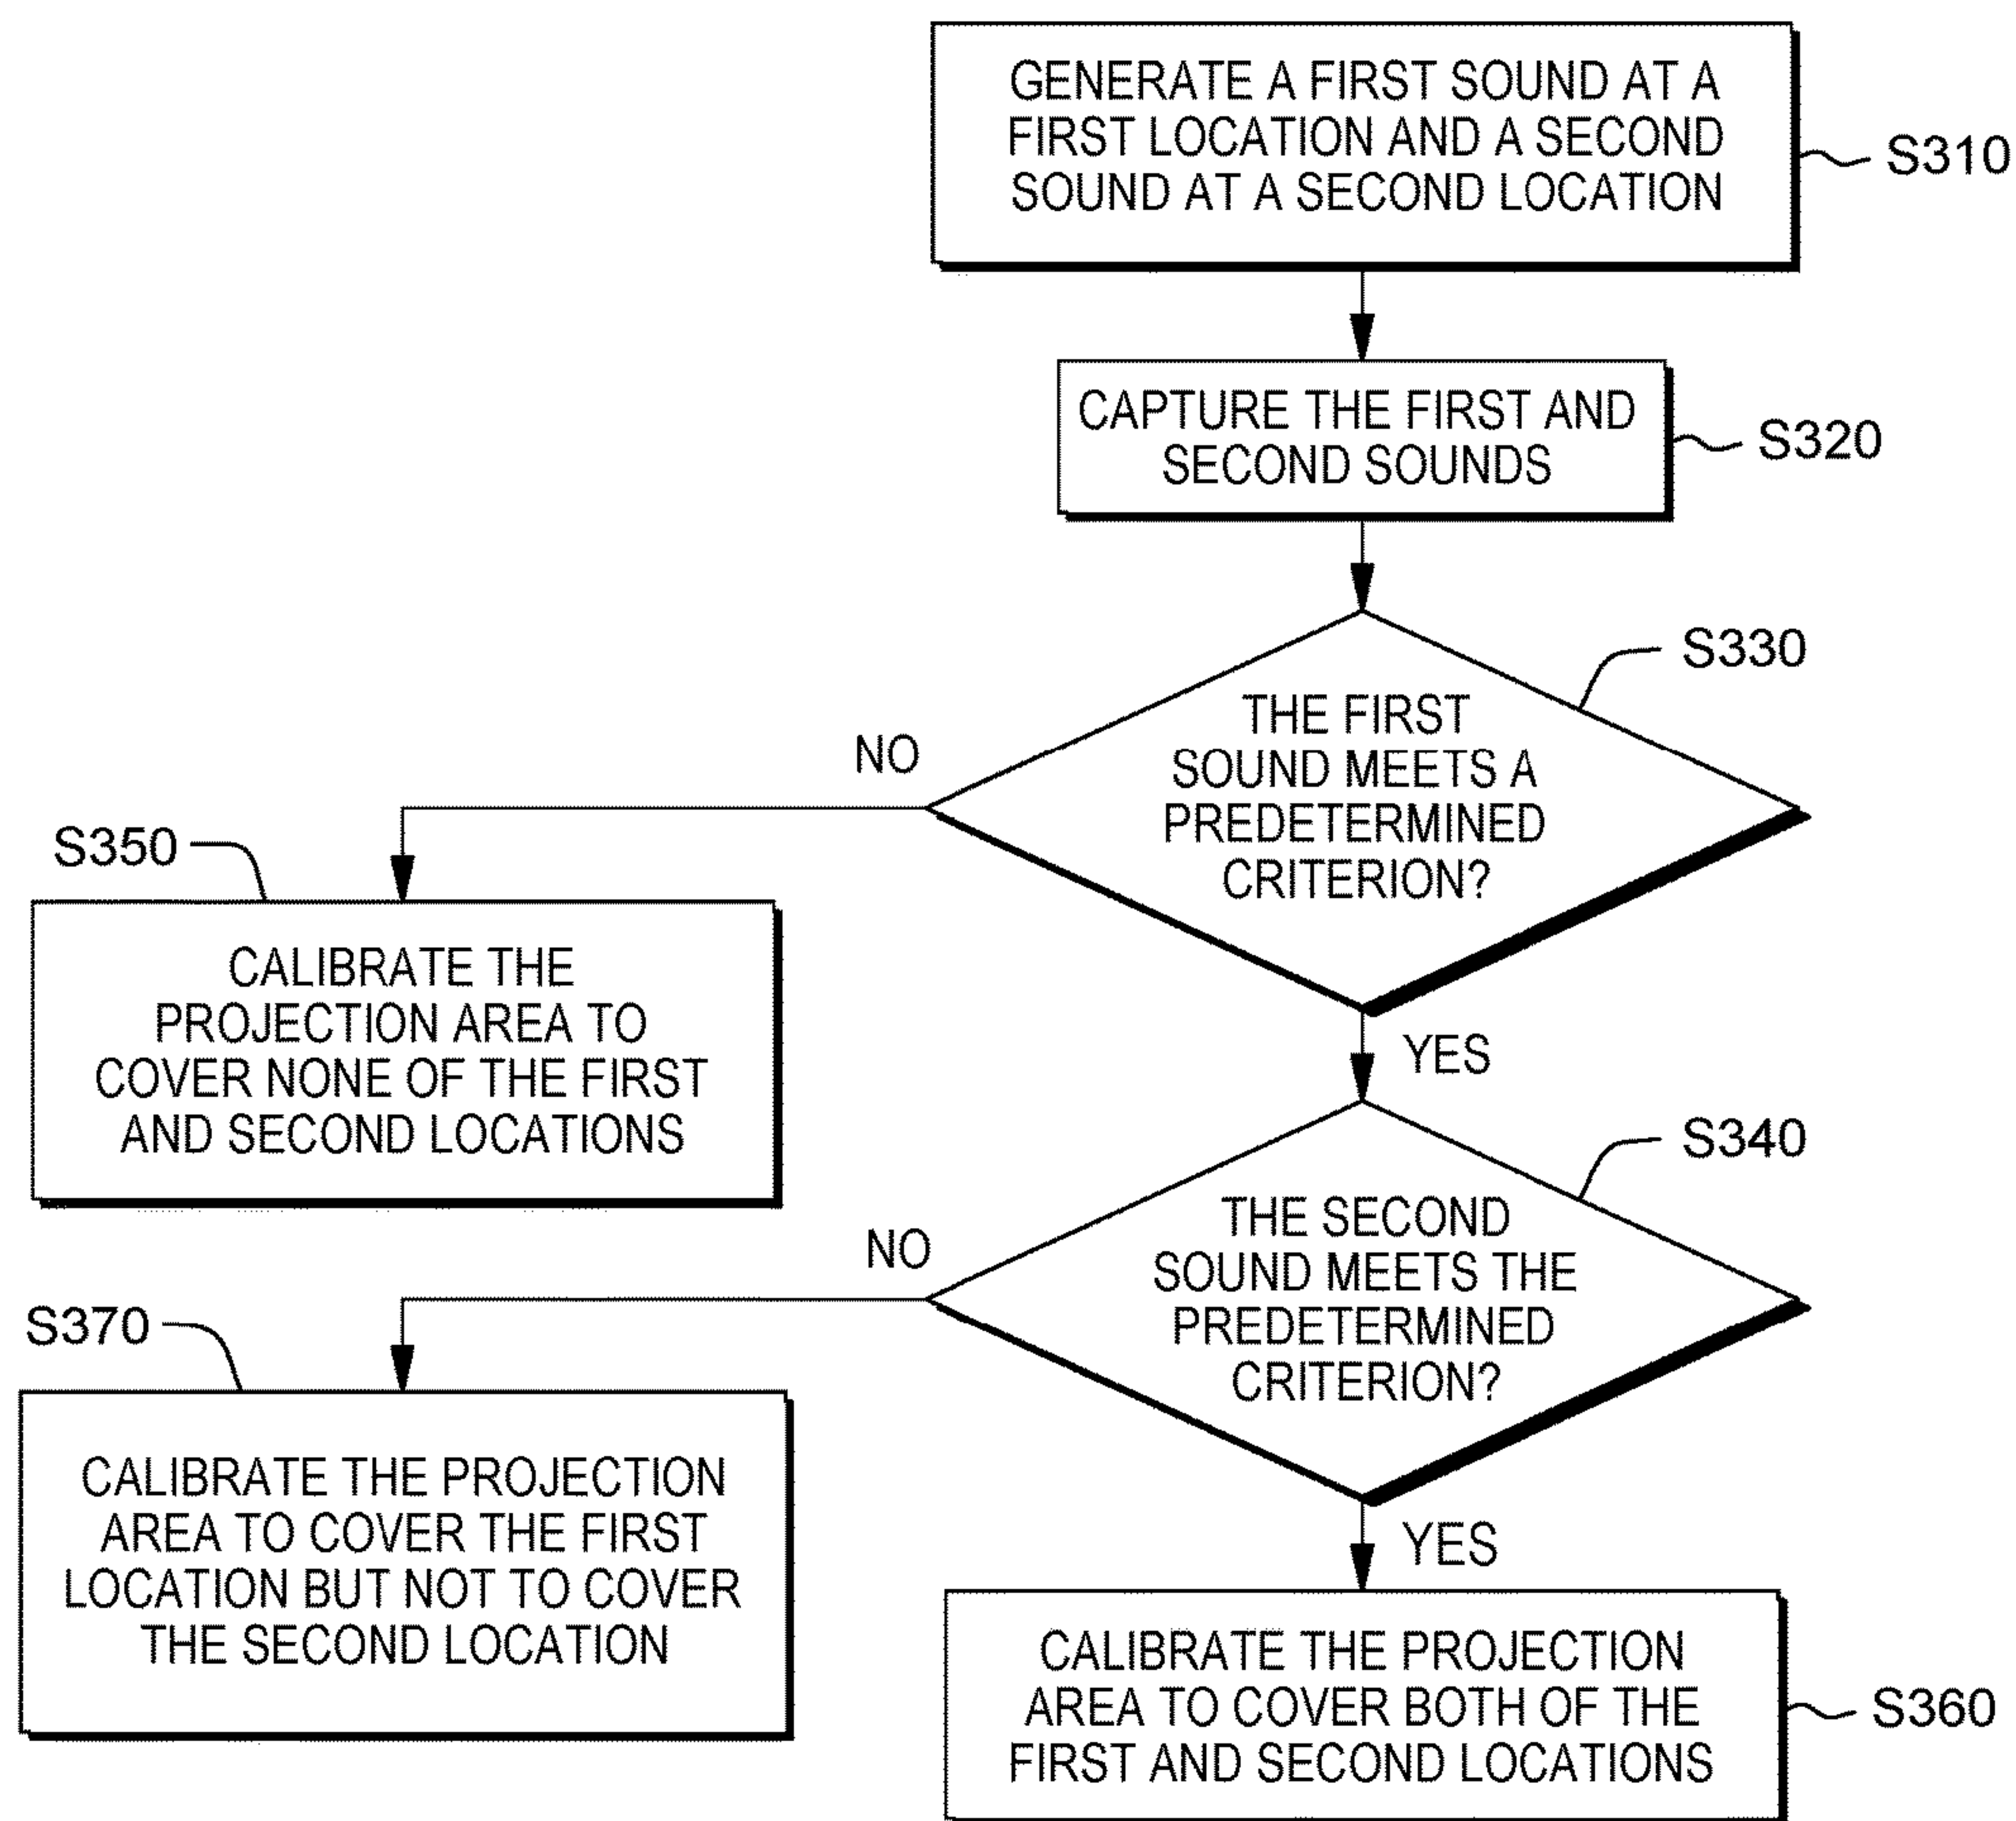 GENERATE A FIRST SOUND AT A
FIRST LOCATION AND A SECOND
SOUND AT A SECOND LOCATION
S310
CAPTURE THE FIRST AND
SECOND SOUNDS
S320
THE FIRST
SOUND MEETS A
PREDETERMINED
CRITERION?
S330
NO
YES
S350
CALIBRATE THE
PROJECTION AREA TO
COVER NONE OF THE FIRST
AND SECOND LOCATIONS
THE SECOND
SOUND MEETS THE
PREDETERMINED
CRITERION?
S340
NO
YES
S370
CALIBRATE THE PROJECTION
AREA TO COVER THE FIRST
LOCATION BUT NOT TO COVER
THE SECOND LOCATION
CALIBRATE THE PROJECTION
AREA TO COVER BOTH OF THE
FIRST AND SECOND LOCATIONS
S360